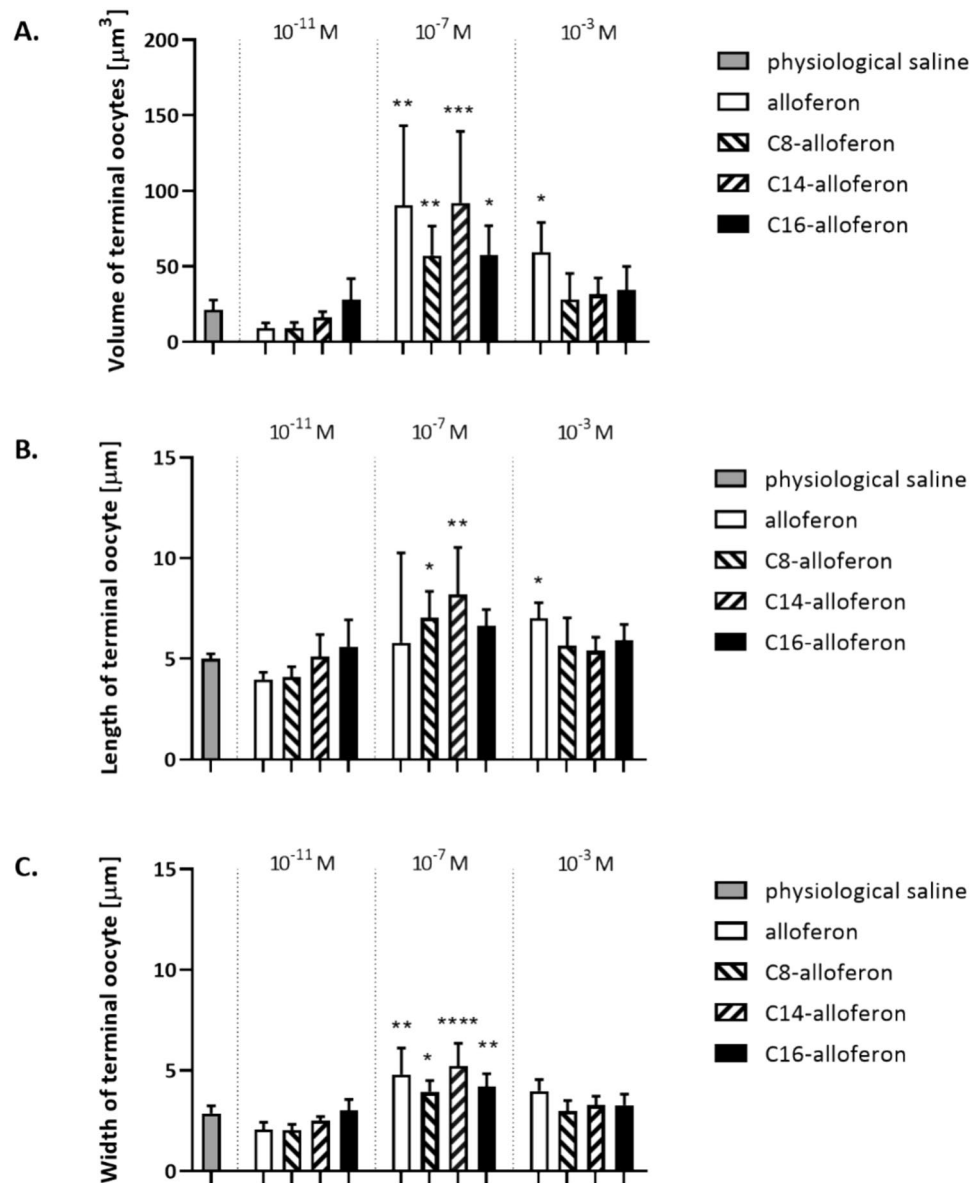 A.
10⁻¹¹ M 10⁻⁷ M 10⁻³ M
Volume of terminal oocytes [µm³]
200
150
100
50
0
** ** *** * *
physiological saline
alloferon
C8-alloferon
C14-alloferon
C16-alloferon
B.
10⁻¹¹ M 10⁻⁷ M 10⁻³ M
Length of terminal oocyte [µm]
15
10
5
0
* ** *
physiological saline
alloferon
C8-alloferon
C14-alloferon
C16-alloferon
C.
10⁻¹¹ M 10⁻⁷ M 10⁻³ M
Width of terminal oocyte [µm]
15
10
5
0
** * **** **
physiological saline
alloferon
C8-alloferon
C14-alloferon
C16-alloferon